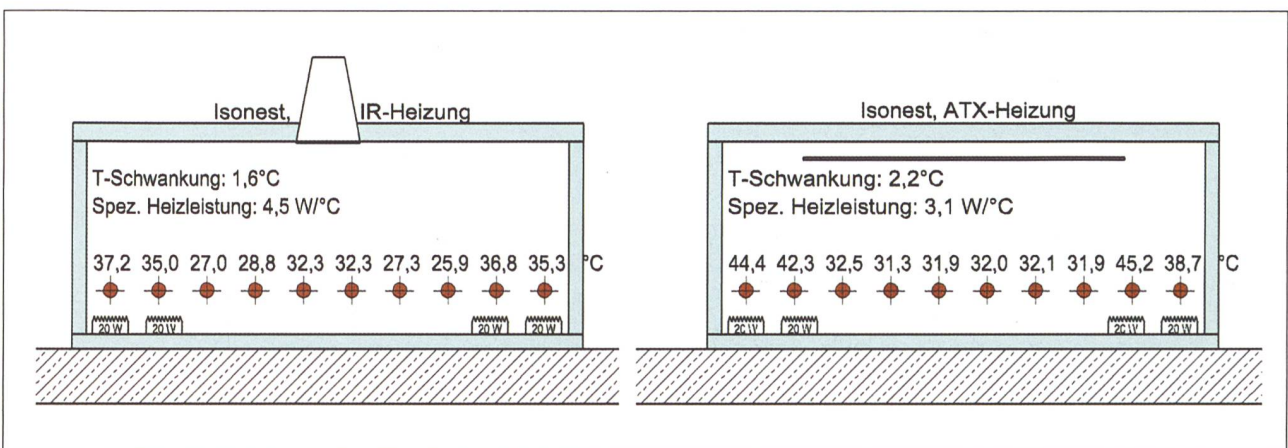 Isonest, IR-Heizung
T-Schwankung: 1,6°C
Spez. Heizleistung: 4,5 W/°C
37,2 35,0 27,0 28,8 32,3 32,3 27,3 25,9 36,8 35,3 °C
20 W 20 W 20 W 20 W
Isonest, ATX-Heizung
T-Schwankung: 2,2°C
Spez. Heizleistung: 3,1 W/°C
44,4 42,3 32,5 31,3 31,9 32,0 32,1 31,9 45,2 38,7 °C
20 W 20 W 20 W 20 W